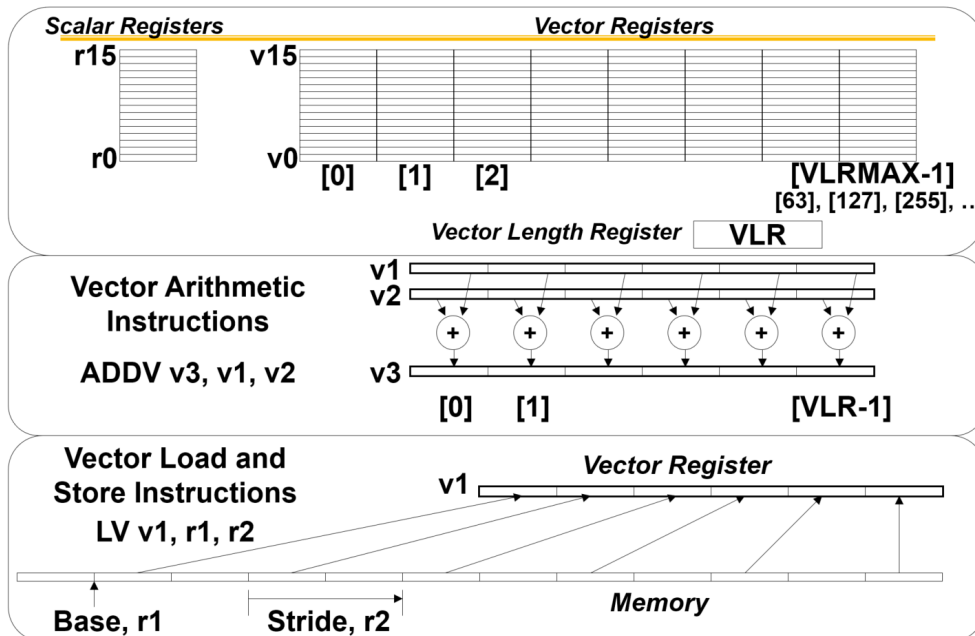 Scalar Registers
Vector Registers
r15
v15
r0
v0
[0] [1] [2]
[VLRMAX-1]
[63], [127], [255], …
Vector Length Register VLR
Vector Arithmetic
Instructions
ADDV v3, v1, v2
v1
v2
+ + + + + +
v3
[0] [1] [VLR-1]
Vector Load and
Store Instructions
LV v1, r1, r2
Vector Register
v1
Base, r1
Stride, r2
Memory